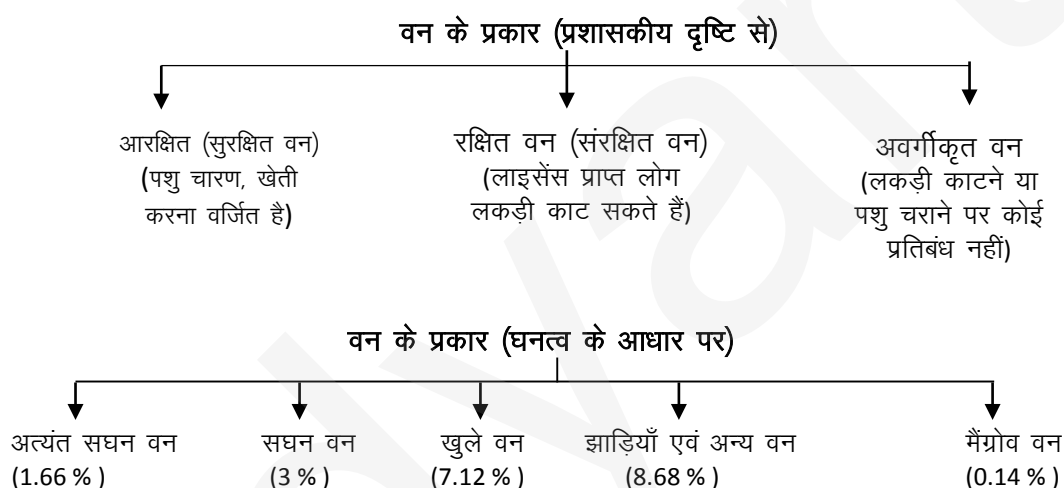 वन के प्रकार (प्रशासकीय दृष्टि से)
आरक्षित (सुरक्षित वन)
(पशु चारण, खेती
करना वर्जित है)
रक्षित वन (संरक्षित वन)
(लाइसेंस प्राप्त लोग
लकड़ी काट सकते हैं)
अवर्गीकृत वन
(लकड़ी काटने या
पशु चराने पर कोई
प्रतिबंध नहीं)
वन के प्रकार (घनत्व के आधार पर)
अत्यंत सघन वन
(1.66 %)
सघन वन
(3 %)
खुले वन
(7.12 %)
झाड़ियाँ एवं अन्य वन
(8.68 %)
मैंग्रोव वन
(0.14 %)